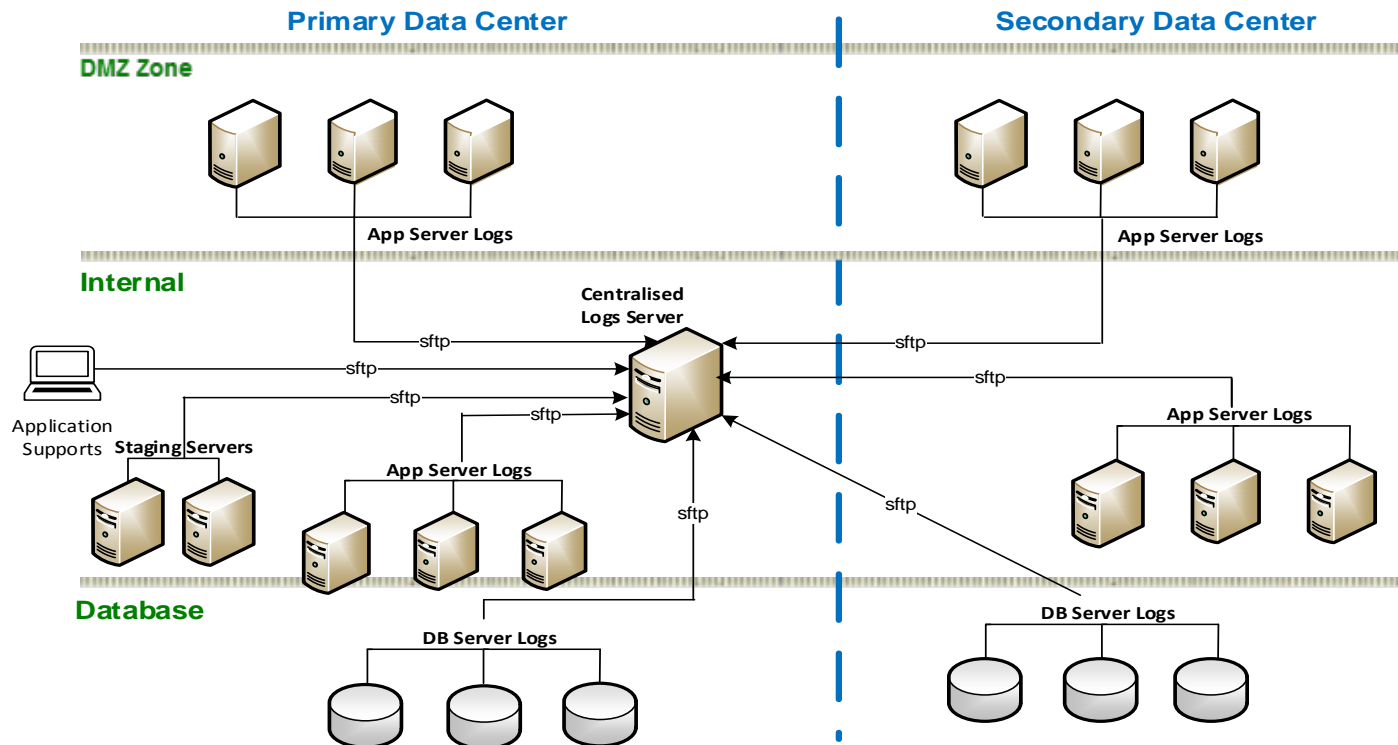 Primary Data Center
Secondary Data Center
DMZ Zone
App Server Logs
App Server Logs
Internal
Centralised
Logs Server
sftp
sftp
sftp
sftp
sftp
sftp
Application
Supports
Staging Servers
App Server Logs
App Server Logs
sftp
sftp
Database
DB Server Logs
DB Server Logs